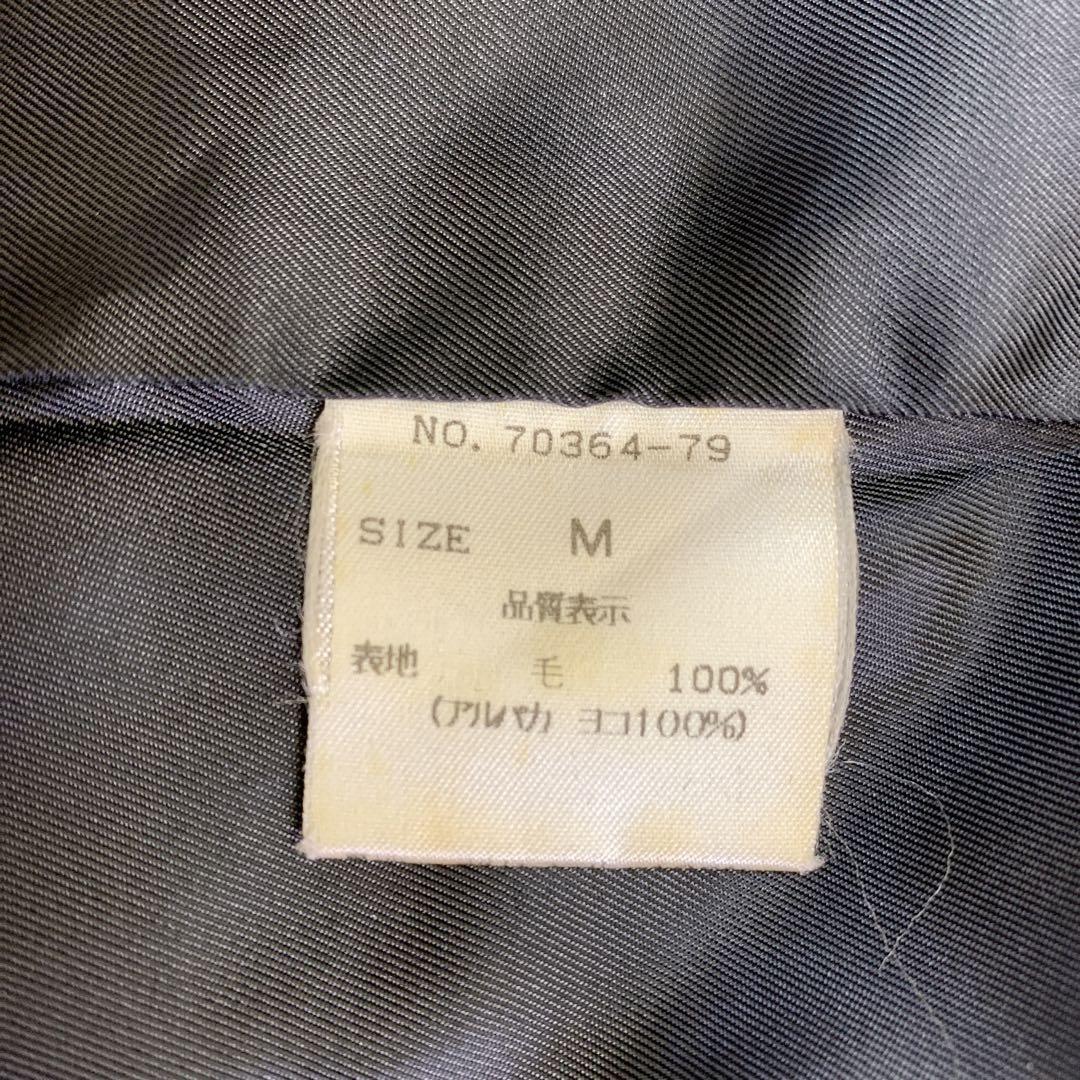 NO. 70364-79
SIZE M
品質表示
表地 毛 100%
(アルパカ ヨコ100%)